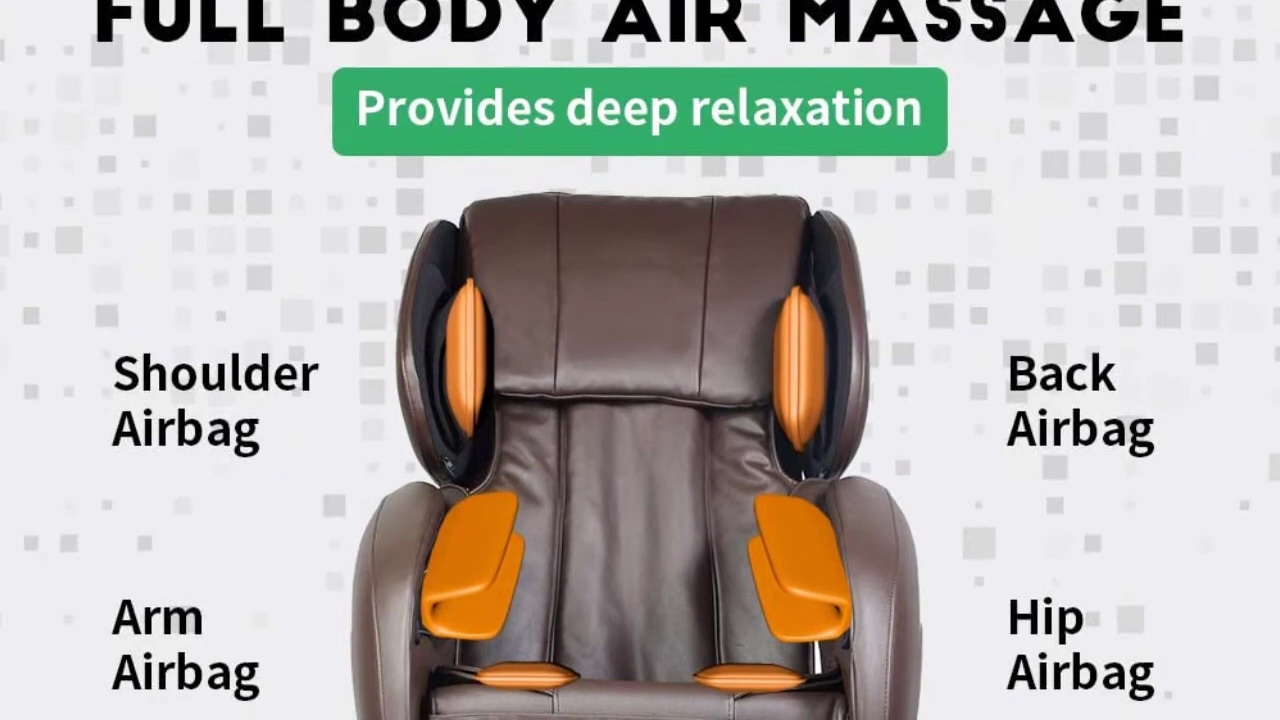 FULL BODY AIR MASSAGE
Provides deep relaxation
Shoulder
Airbag
Back
Airbag
Arm
Airbag
Hip
Airbag